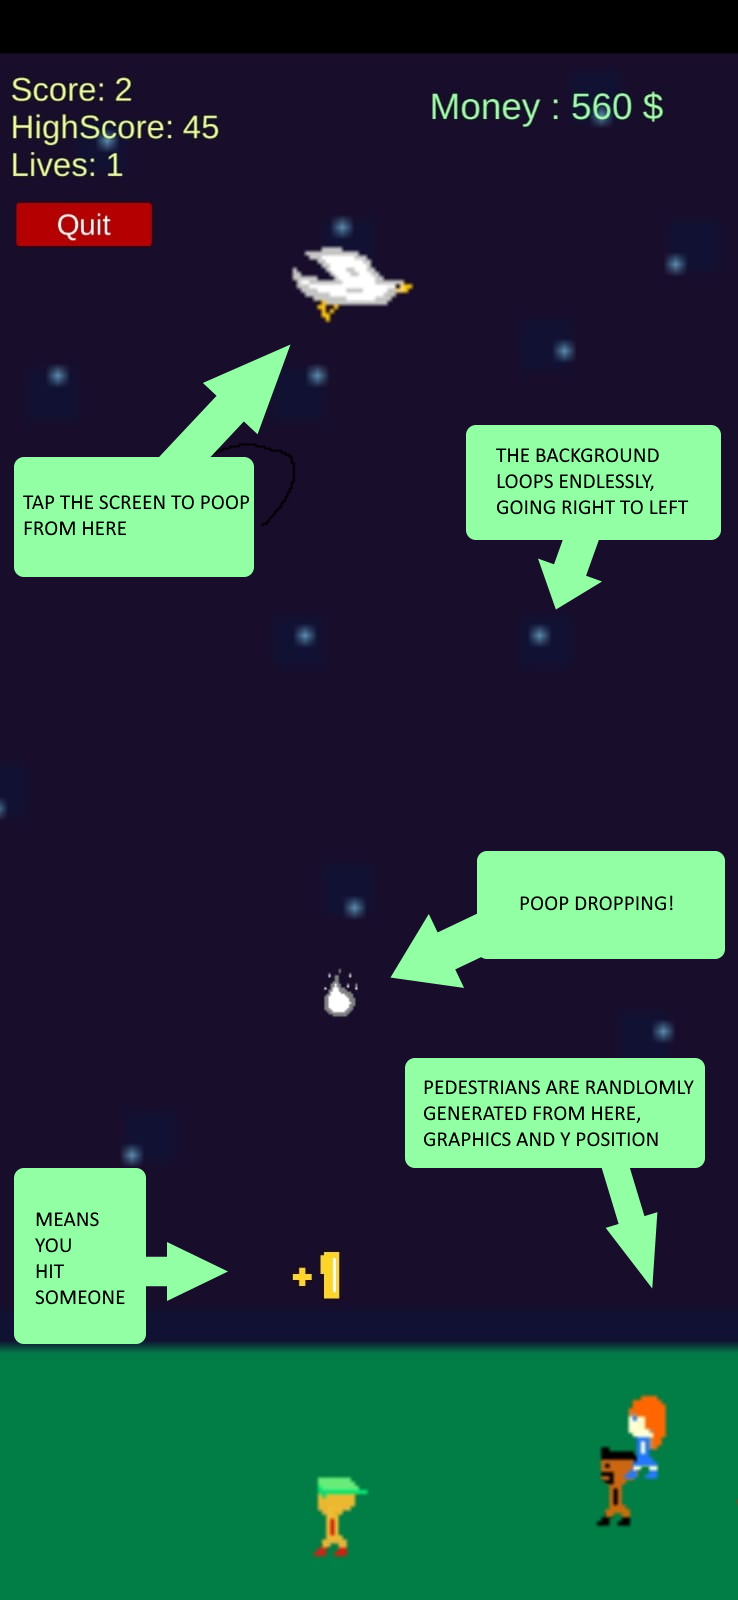 Score: 2
HighScore: 45
Lives: 1
Money : 560 $
Quit
TAP THE SCREEN TO POOP
FROM HERE
THE BACKGROUND
LOOPS ENDLESSLY,
GOING RIGHT TO LEFT
POOP DROPPING!
PEDESTRIANS ARE RANDLOMLY
GENERATED FROM HERE,
GRAPHICS AND Y POSITION
MEANS
YOU
HIT
SOMEONE
+1